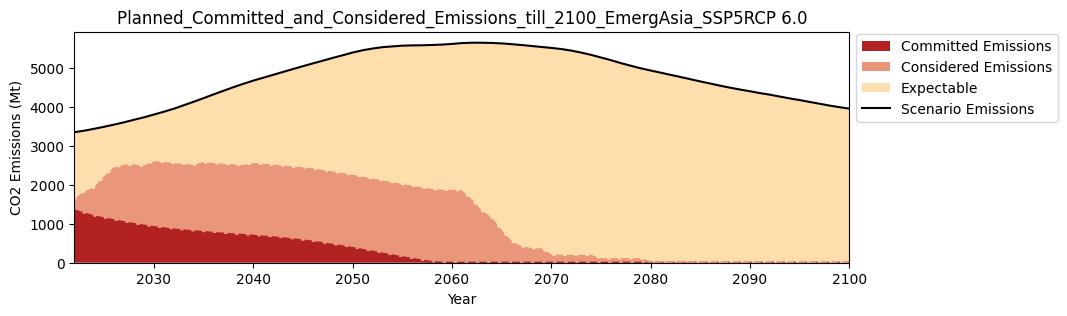 Planned_Committed_and_Considered_Emissions_till_2100_EmergAsia_SSP5RCP 6.0
Committed Emissions
Considered Emissions
Expectable
Scenario Emissions
CO2 Emissions (Mt)
5000
4000
3000
2000
1000
0
2030 2040 2050 2060 2070 2080 2090 2100
Year